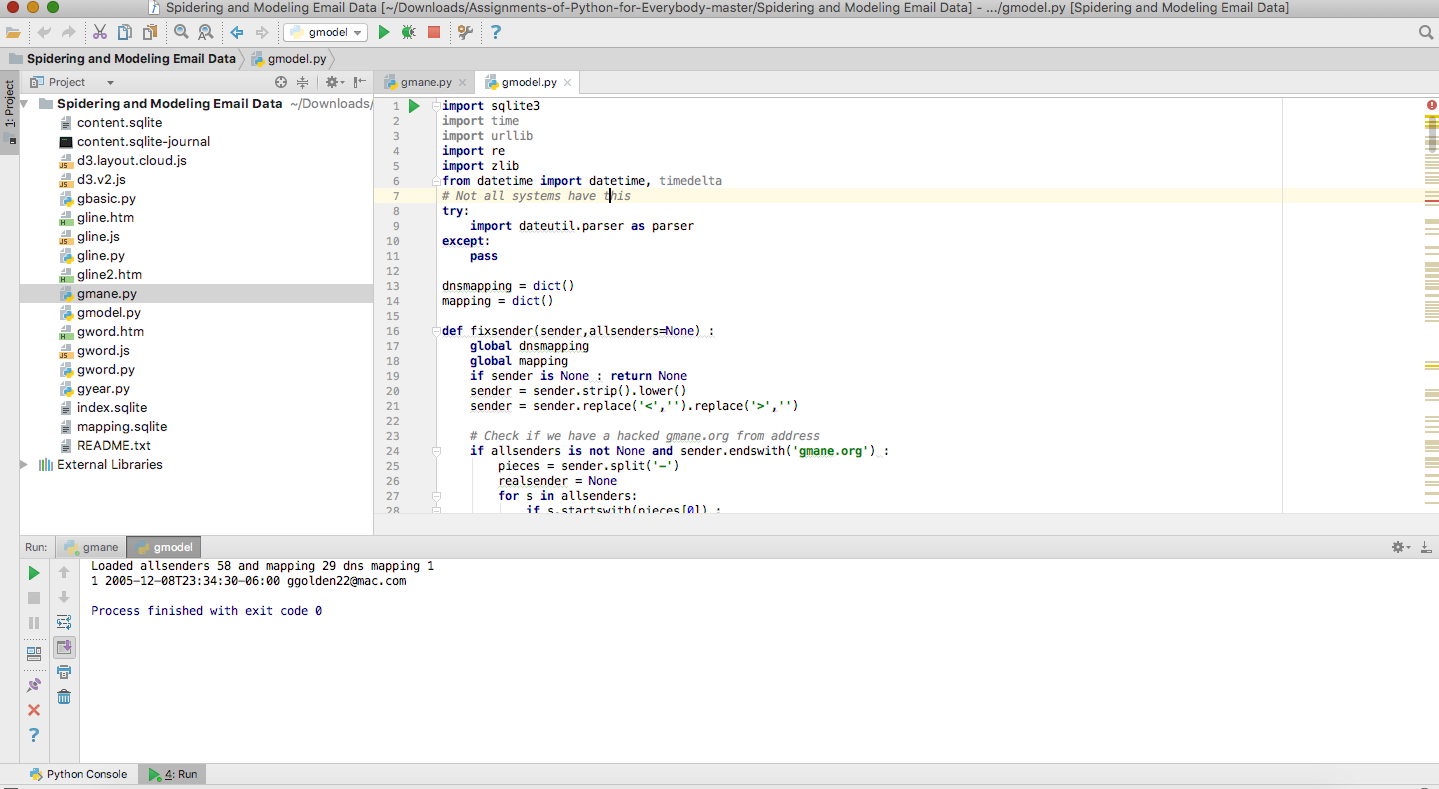 Spidering and Modeling Email Data [~/Downloads/Assignments-of-Python-for-Everybody-master/Spidering and Modeling Email Data] - .../gmodel.py [Spidering and Modeling Email Data]
gmodel
Spidering and Modeling Email Data gmodel.py
1: Project
Project
gmane.py gmodel.py
Spidering and Modeling Email Data ~/Downloads/
content.sqlite
content.sqlite-journal
d3.layout.cloud.js
d3.v2.js
gbasic.py
gline.htm
gline.js
gline.py
gline2.htm
gmane.py
gmodel.py
gword.htm
gword.js
gword.py
gyear.py
index.sqlite
mapping.sqlite
README.txt
External Libraries
1 import sqlite3
2 import time
3 import urllib
4 import re
5 import zlib
6 from datetime import datetime, timedelta
7 # Not all systems have this
8 try:
9 import dateutil.parser as parser
10 except:
11 pass
12
13 dnsmapping = dict()
14 mapping = dict()
15
16 def fixsender(sender,allsenders=None) :
17 global dnsmapping
18 global mapping
19 if sender is None : return None
20 sender = sender.strip().lower()
21 sender = sender.replace('<','').replace('>','')
22
23 # Check if we have a hacked gmane.org from address
24 if allsenders is not None and sender.endswith('gmane.org') :
25 pieces = sender.split('-')
26 realsender = None
27 for s in allsenders:
28 if s.startswith(pieces[0]) :
Run: gmane gmodel
Loaded allsenders 58 and mapping 29 dns mapping 1
1 2005-12-08T23:34:30-06:00 ggolden22@mac.com
Process finished with exit code 0
Python Console 4: Run